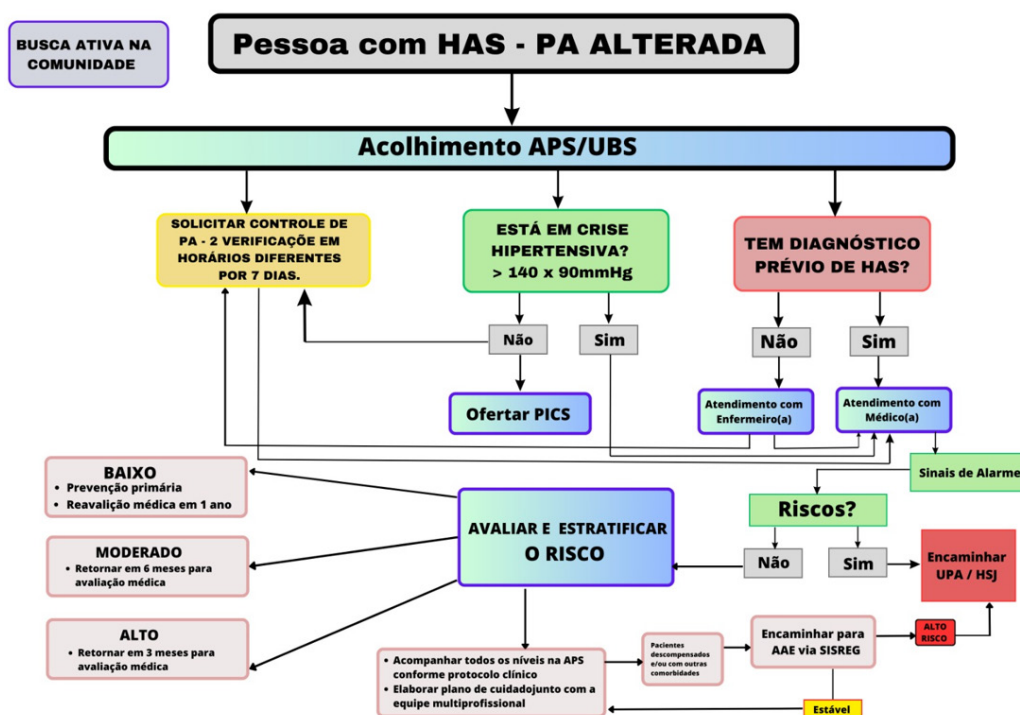 BUSCA ATIVA NA
COMUNIDADE
Pessoa com HAS - PA ALTERADA
Acolhimento APS/UBS
SOLICITAR CONTROLE DE
PA - 2 VERIFICAÇÕE EM
HORÁRIOS DIFERENTES
POR 7 DIAS.
ESTÁ EM CRISE
HIPERTENSIVA?
> 140 x 90mmHg
TEM DIAGNÓSTICO
PRÉVIO DE HAS?
Não
Sim
Não
Sim
Ofertar PICS
Atendimento com
Enfermeiro(a)
Atendimento com
Médico(a)
Sinais de Alarme
Riscos?
Não
Sim
Encaminhar
UPA / HSJ
AVALIAR E ESTRATIFICAR
O RISCO
BAIXO
• Prevenção primária
• Reavalição médica em 1 ano
MODERADO
• Retornar em 6 meses para
avaliação médica
ALTO
• Retornar em 3 meses para
avaliação médica
• Acompanhar todos os níveis na APS
conforme protocolo clínico
• Elaborar plano de cuidadojunto com a
equipe multiprofissional
Pacientes
descompensados
e/ou com outras
comorbidades
Encaminhar para
AAE via SISREG
ALTO
RISCO
Estável